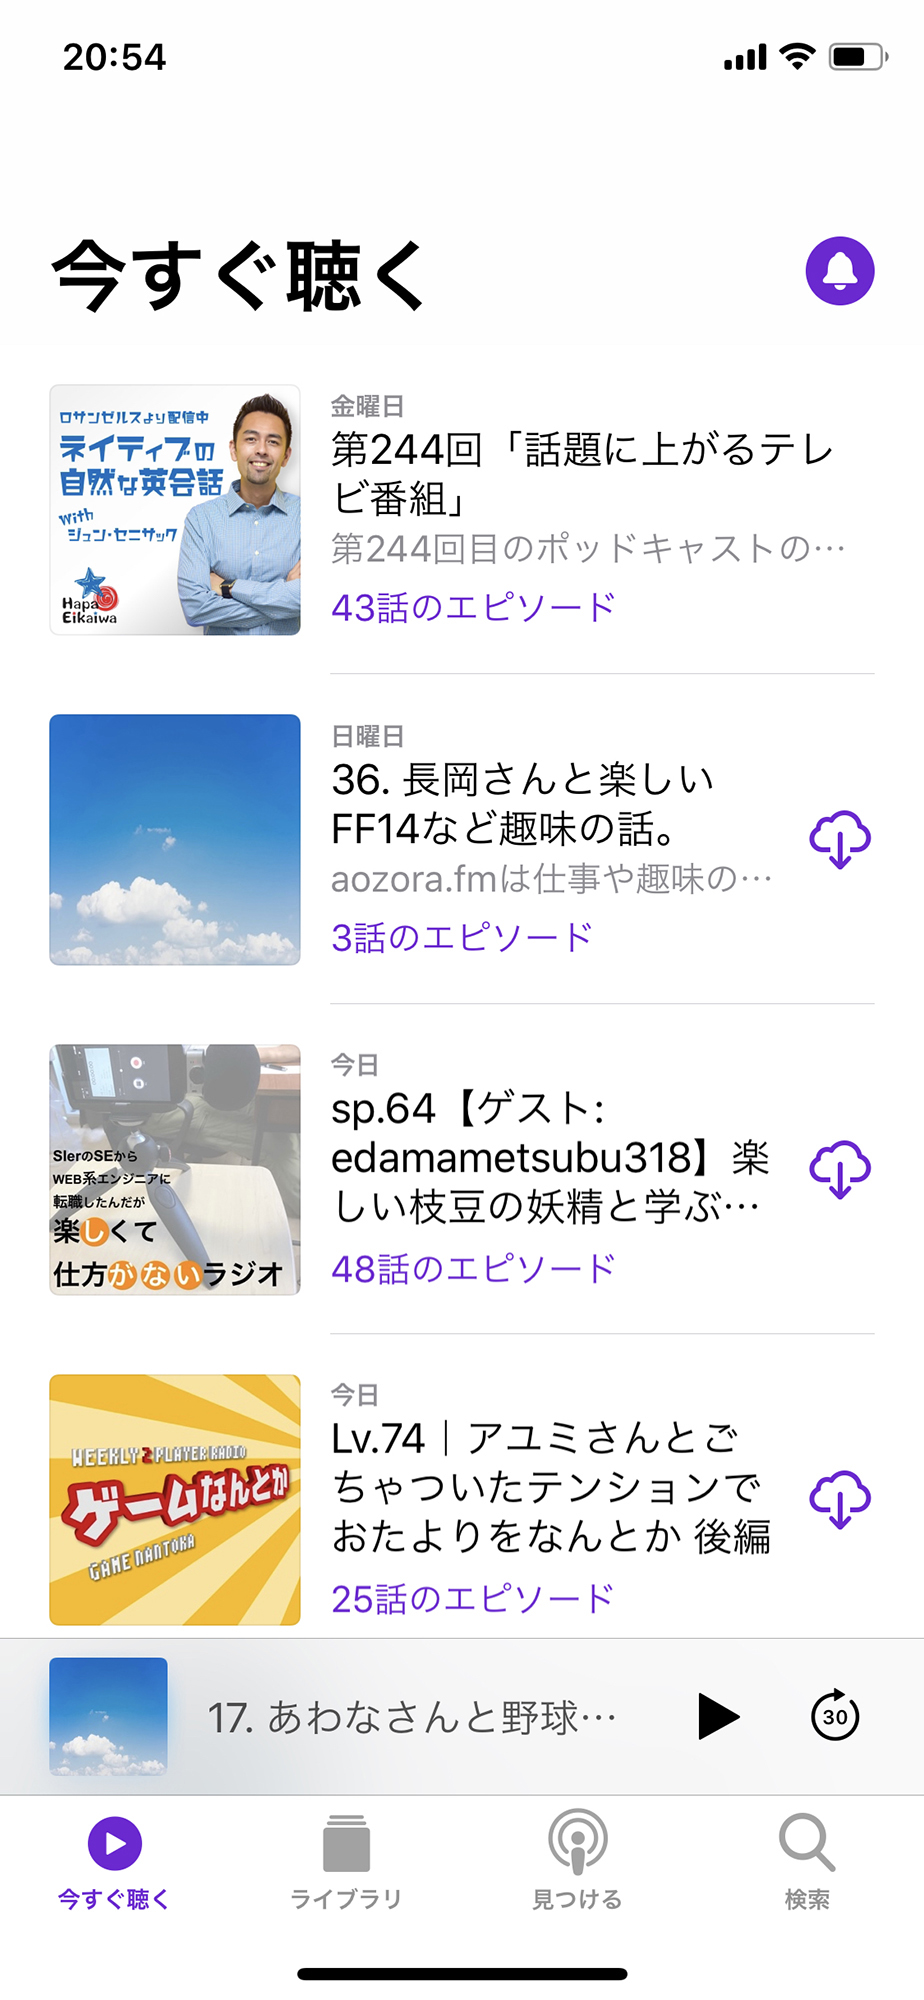 20:54
今すぐ聴く
ロサンゼルスより配信中
ネイティブの
自然な英会話
With
ジュン・セニサック
Hapa
Eikaiwa
金曜日
第244回「話題に上がるテレ
ビ番組」
第244回目のポッドキャストの…
43話のエピソード
日曜日
36. 長岡さんと楽しい
FF14など趣味の話。
aozora.fmは仕事や趣味の…
3話のエピソード
SIerのSEから
WEB系エンジニアに
転職したんだが
楽しくて
仕方がないラジオ
今日
sp.64【ゲスト:
edamametsubu318】楽
しい枝豆の妖精と学ぶ…
48話のエピソード
WEEKLY 2 PLAYER RADIO
ゲームなんとか
GAME NANTOKA
今日
Lv.74｜アユミさんとご
ちゃついたテンションで
おたよりをなんとか 後編
25話のエピソード
17. あわなさんと野球…
30
今すぐ聴く
ライブラリ
見つける
検索